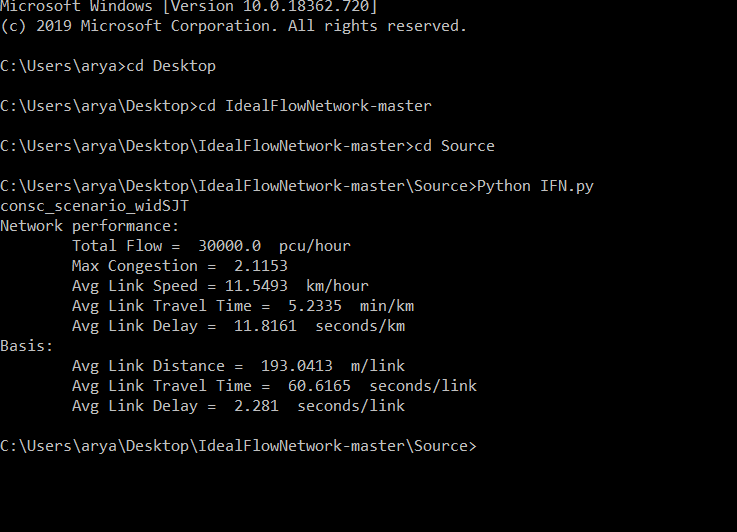 Microsoft Windows [Version 10.0.18362.720]
(c) 2019 Microsoft Corporation. All rights reserved.
C:\Users\arya>cd Desktop
C:\Users\arya\Desktop>cd IdealFlowNetwork-master
C:\Users\arya\Desktop\IdealFlowNetwork-master>cd Source
C:\Users\arya\Desktop\IdealFlowNetwork-master\Source>Python IFN.py
consc_scenario_widSJT
Network performance:
Total Flow =  30000.0  pcu/hour
Max Congestion =  2.1153
Avg Link Speed = 11.5493  km/hour
Avg Link Travel Time =  5.2335  min/km
Avg Link Delay =  11.8161  seconds/km
Basis:
Avg Link Distance =  193.0413  m/link
Avg Link Travel Time =  60.6165  seconds/link
Avg Link Delay =  2.281  seconds/link
C:\Users\arya\Desktop\IdealFlowNetwork-master\Source>